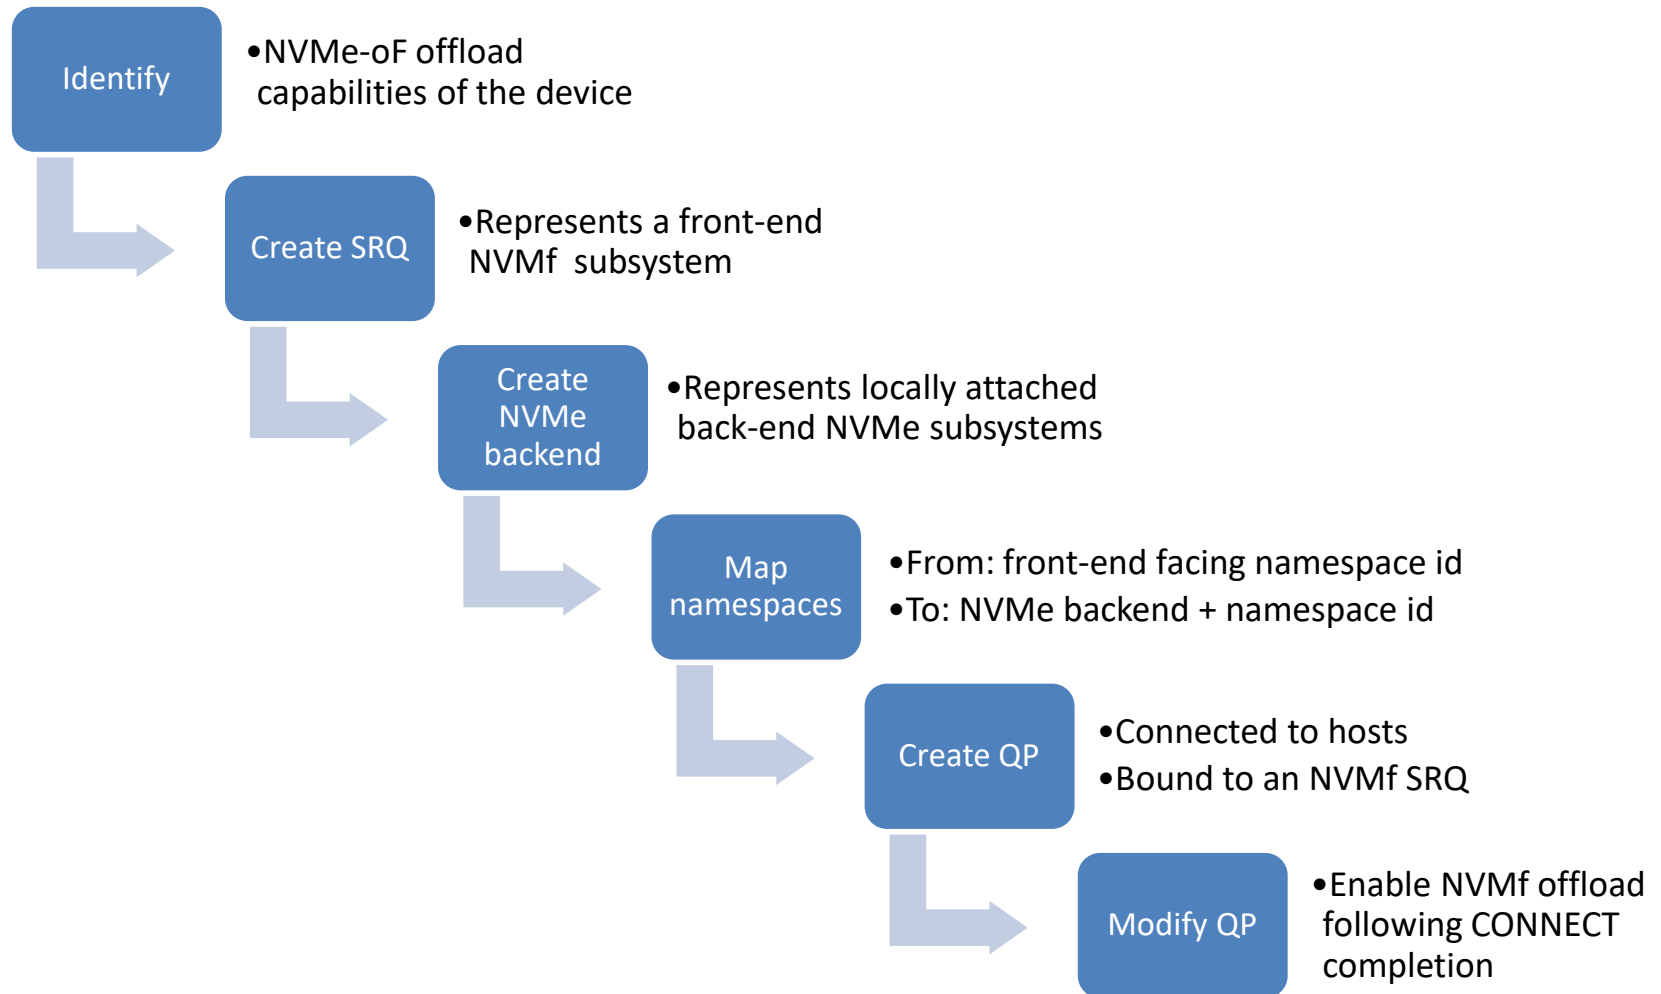 Identify
•NVMe-oF offload
capabilities of the device
Create SRQ
•Represents a front-end
NVMf  subsystem
Create
NVMe
backend
•Represents locally attached
back-end NVMe subsystems
Map
namespaces
•From: front-end facing namespace id
•To: NVMe backend + namespace id
Create QP
•Connected to hosts
•Bound to an NVMf SRQ
Modify QP
•Enable NVMf offload
following CONNECT
completion